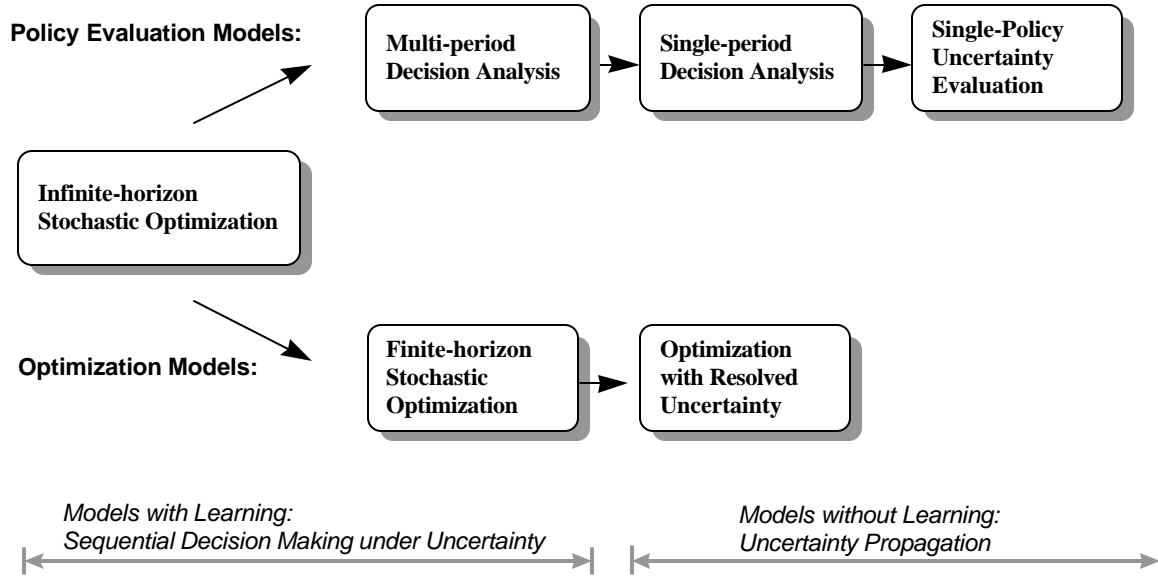 Policy Evaluation Models:
Multi-period
Decision Analysis
Single-period
Decision Analysis
Single-Policy
Uncertainty
Evaluation
Infinite-horizon
Stochastic Optimization
Optimization Models:
Finite-horizon
Stochastic
Optimization
Optimization
with Resolved
Uncertainty
Models with Learning:
Sequential Decision Making under Uncertainty
Models without Learning:
Uncertainty Propagation